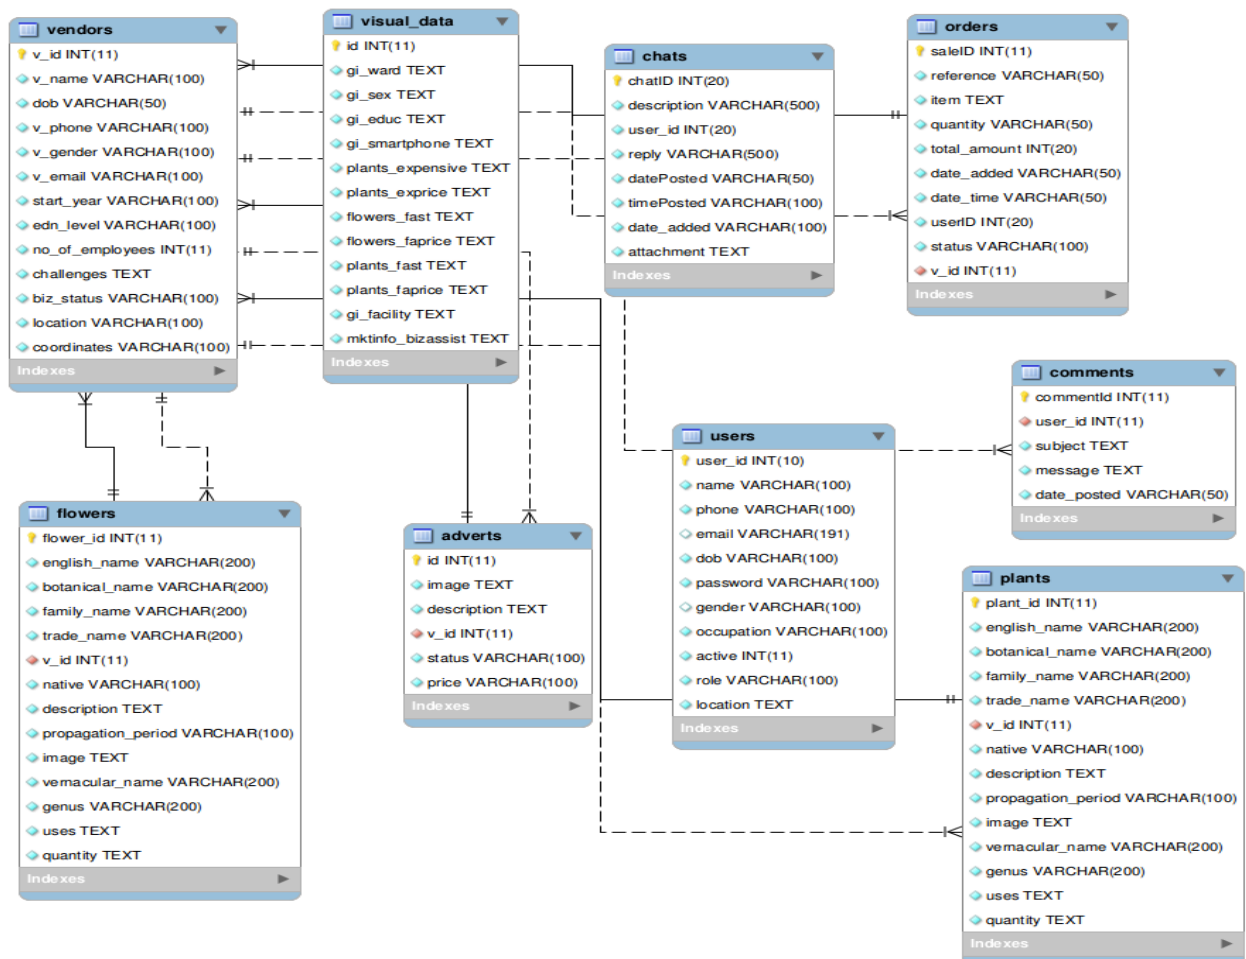 vendors
v_id INT(11)
v_name VARCHAR(100)
dob VARCHAR(50)
v_phone VARCHAR(100)
v_gender VARCHAR(100)
v_email VARCHAR(100)
start_year VARCHAR(100)
edn_level VARCHAR(100)
no_of_employees INT(11)
challenges TEXT
biz_status VARCHAR(100)
location VARCHAR(100)
coordinates VARCHAR(100)
Indexes
visual_data
id INT(11)
gi_ward TEXT
gi_sex TEXT
gi_educ TEXT
gi_smartphone TEXT
plants_expensive TEXT
plants_exprice TEXT
flowers_fast TEXT
flowers_faprice TEXT
plants_fast TEXT
plants_faprice TEXT
gi_facility TEXT
mktinfo_bizassist TEXT
Indexes
chats
chatID INT(20)
description VARCHAR(500)
user_id INT(20)
reply VARCHAR(500)
datePosted VARCHAR(50)
timePosted VARCHAR(100)
date_added VARCHAR(100)
attachment TEXT
Indexes
orders
saleID INT(11)
reference VARCHAR(50)
item TEXT
quantity VARCHAR(50)
total_amount INT(20)
date_added VARCHAR(50)
date_time VARCHAR(50)
userID INT(20)
status VARCHAR(100)
v_id INT(11)
Indexes
comments
commentId INT(11)
user_id INT(11)
subject TEXT
message TEXT
date_posted VARCHAR(50)
Indexes
users
user_id INT(10)
name VARCHAR(100)
phone VARCHAR(100)
email VARCHAR(191)
dob VARCHAR(100)
password VARCHAR(100)
gender VARCHAR(100)
occupation VARCHAR(100)
active INT(11)
role VARCHAR(100)
location TEXT
Indexes
flowers
flower_id INT(11)
english_name VARCHAR(200)
botanical_name VARCHAR(200)
family_name VARCHAR(200)
trade_name VARCHAR(200)
v_id INT(11)
native VARCHAR(100)
description TEXT
propagation_period VARCHAR(100)
image TEXT
vernacular_name VARCHAR(200)
genus VARCHAR(200)
uses TEXT
quantity TEXT
Indexes
adverts
id INT(11)
image TEXT
description TEXT
v_id INT(11)
status VARCHAR(100)
price VARCHAR(100)
Indexes
plants
plant_id INT(11)
english_name VARCHAR(200)
botanical_name VARCHAR(200)
family_name VARCHAR(200)
trade_name VARCHAR(200)
v_id INT(11)
native VARCHAR(100)
description TEXT
propagation_period VARCHAR(100)
image TEXT
vernacular_name VARCHAR(200)
genus VARCHAR(200)
uses TEXT
quantity TEXT
Indexes